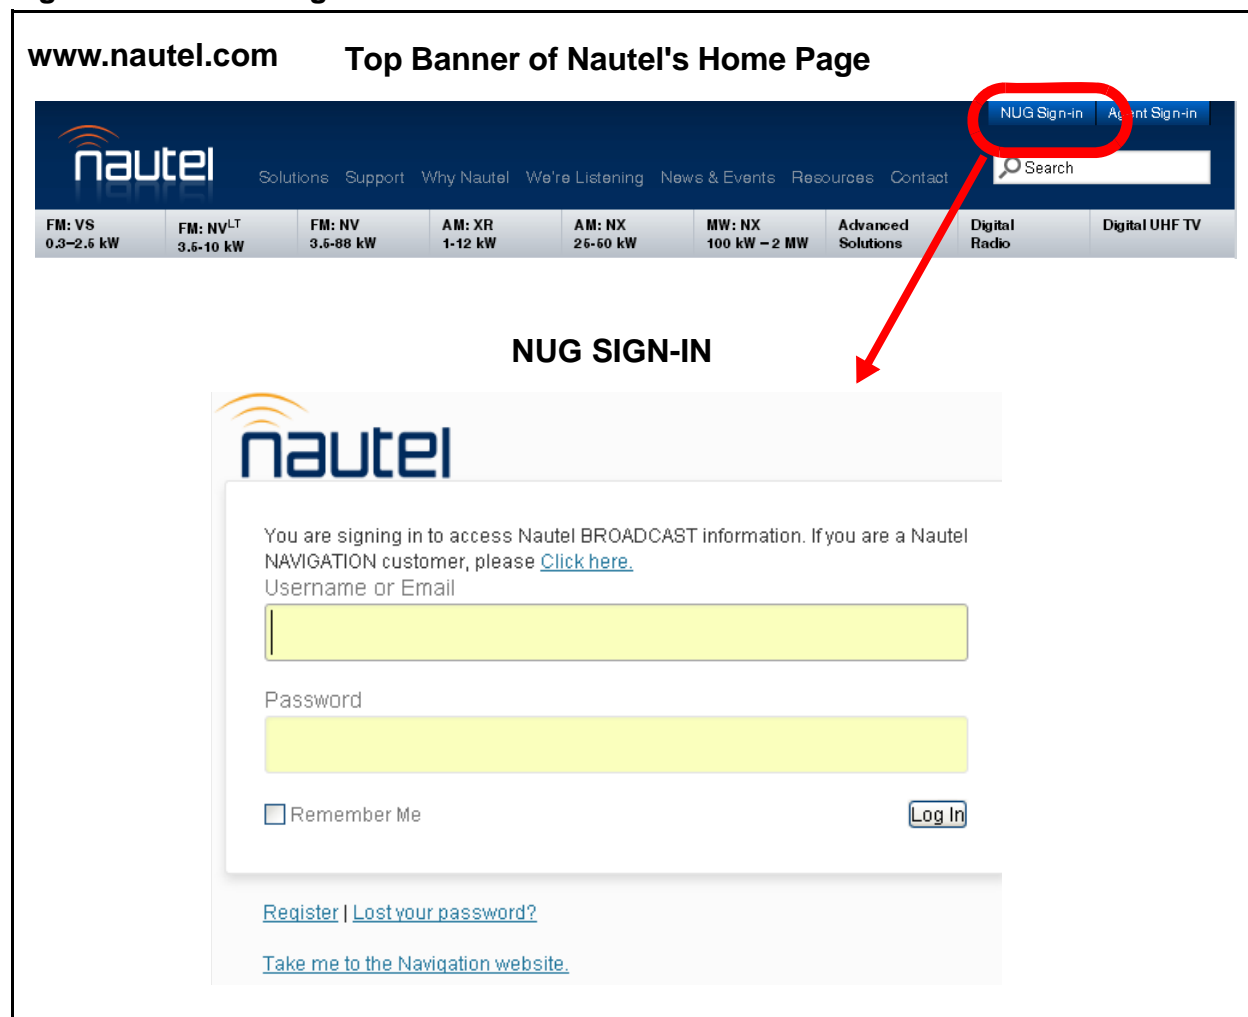 www.nautel.com Top Banner of Nautel's Home Page
NUG Sign-in Agent Sign-in
nautel
Solutions Support Why Nautel We're Listening News & Events Resources Contact
Search
FM: VS
0.3–2.5 kW
FM: NVLT
3.5-10 kW
FM: NV
3.5-88 kW
AM: XR
1-12 kW
AM: NX
25-50 kW
MW: NX
100 kW – 2 MW
Advanced
Solutions
Digital
Radio
Digital UHF TV
NUG SIGN-IN
nautel
You are signing in to access Nautel BROADCAST information. If you are a Nautel
NAVIGATION customer, please Click here.
Username or Email
Password
Remember Me
Log In
Register | Lost your password?
Take me to the Navigation website.